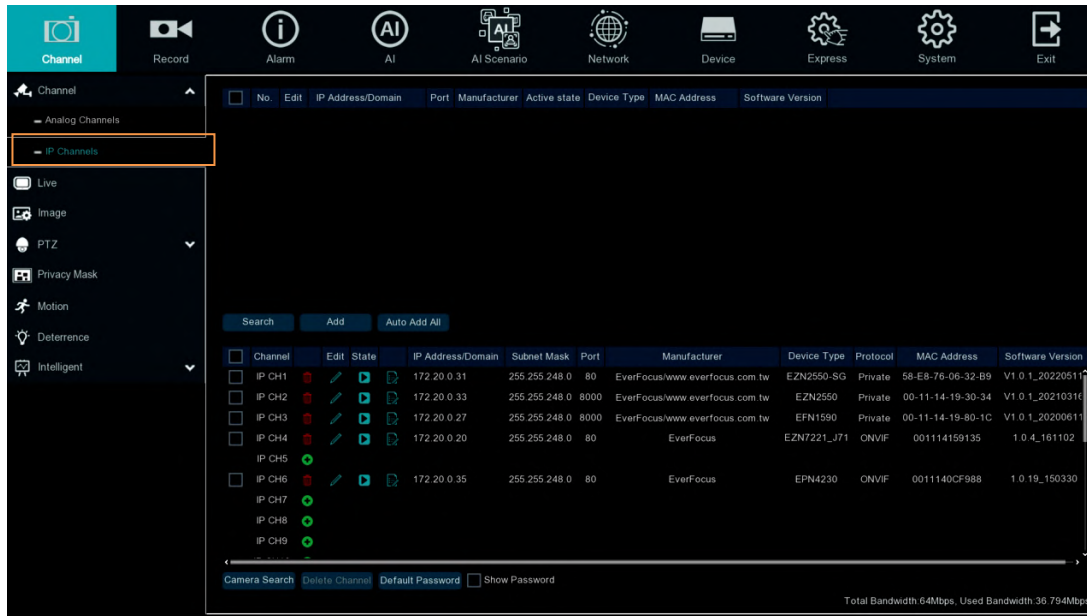 Channel Record Alarm AI AI Scenario Network Device Express System Exit
Channel
Analog Channels
IP Channels
Live
Image
PTZ
Privacy Mask
Motion
Deterrence
Intelligent
No. Edit IP Address/Domain Port Manufacturer Active state Device Type MAC Address Software Version
Search Add Auto Add All
Channel Edit State IP Address/Domain Subnet Mask Port Manufacturer Device Type Protocol MAC Address Software Version
IP CH1 172.20.0.31 255.255.248.0 80 EverFocus/www.everfocus.com.tw EZN2550-SG Private 58-E8-76-06-32-B9 V1.0.1_20220511
IP CH2 172.20.0.33 255.255.248.0 8000 EverFocus/www.everfocus.com.tw EZN2550 Private 00-11-14-19-30-34 V1.0.1_20210316
IP CH3 172.20.0.27 255.255.248.0 8000 EverFocus/www.everfocus.com.tw EFN1590 Private 00-11-14-19-80-1C V1.0.1_20200611
IP CH4 172.20.0.20 255.255.248.0 80 EverFocus EZN7221_J71 ONVIF 001114159135 1.0.4_161102
IP CH5
IP CH6 172.20.0.35 255.255.248.0 80 EverFocus EPN4230 ONVIF 0011140CF988 1.0.19_150330
IP CH7
IP CH8
IP CH9
Camera Search Delete Channel Default Password Show Password
Total Bandwidth:64Mbps, Used Bandwidth:36.794Mbps